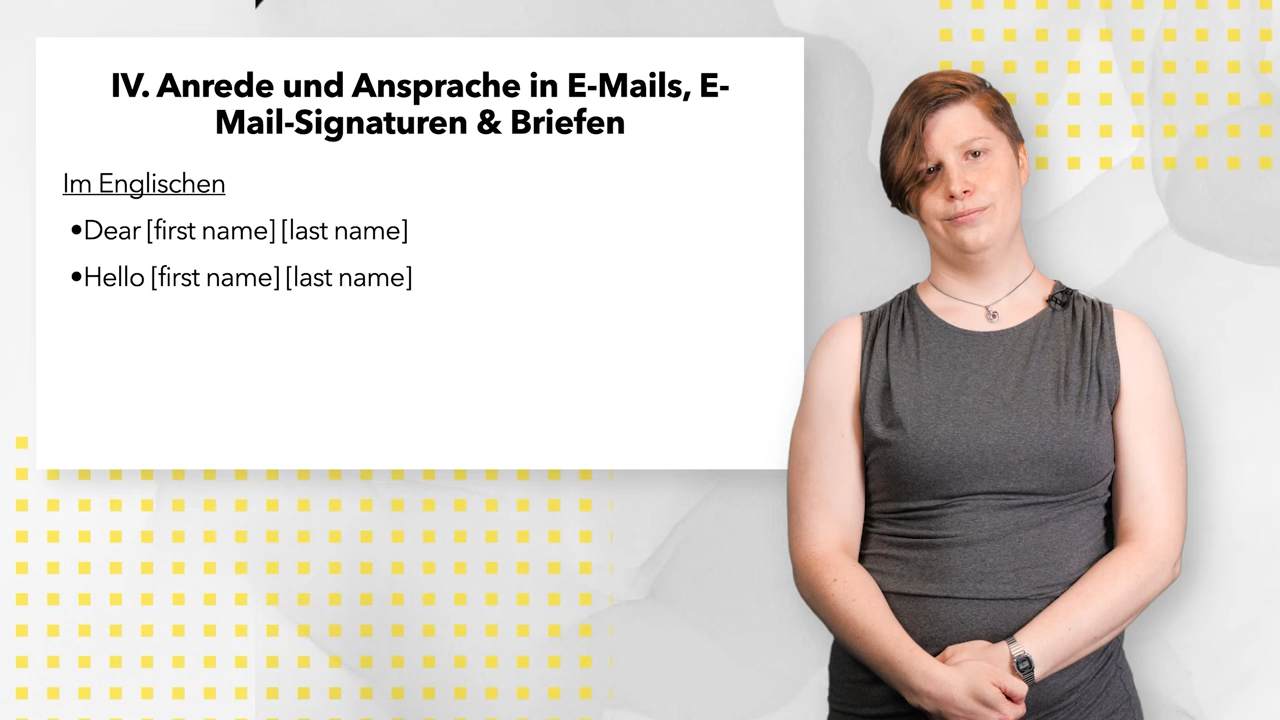 IV. Anrede und Ansprache in E-Mails, E-
Mail-Signaturen & Briefen
Im Englischen
•Dear [first name] [last name]
•Hello [first name] [last name]